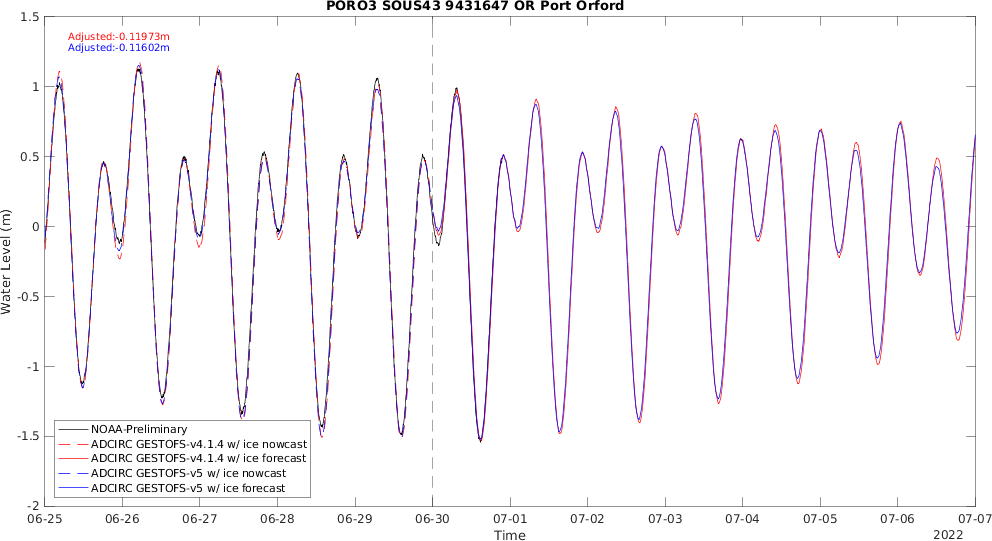 PORO3 SOUS43 9431647 OR Port Orford
Adjusted:-0.11973m
Adjusted:-0.11602m
1.5
1
0.5
0
-0.5
-1
-1.5
-2
Water Level (m)
NOAA-Preliminary
ADCIRC GESTOFS-v4.1.4 w/ ice nowcast
ADCIRC GESTOFS-v4.1.4 w/ ice forecast
ADCIRC GESTOFS-v5 w/ ice nowcast
ADCIRC GESTOFS-v5 w/ ice forecast
06-25 06-26 06-27 06-28 06-29 06-30 07-01 07-02 07-03 07-04 07-05 07-06 07-07
Time
2022